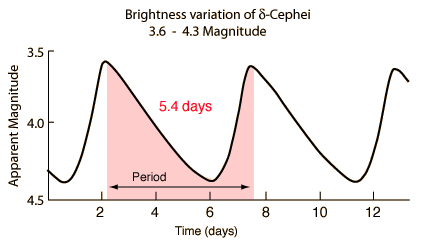 Brightness variation of δ-Cephei
3.6 - 4.3 Magnitude
3.5
4.0
4.5
Apparent Magnitude
5.4 days
Period
2 4 6 8 10 12
Time (days)